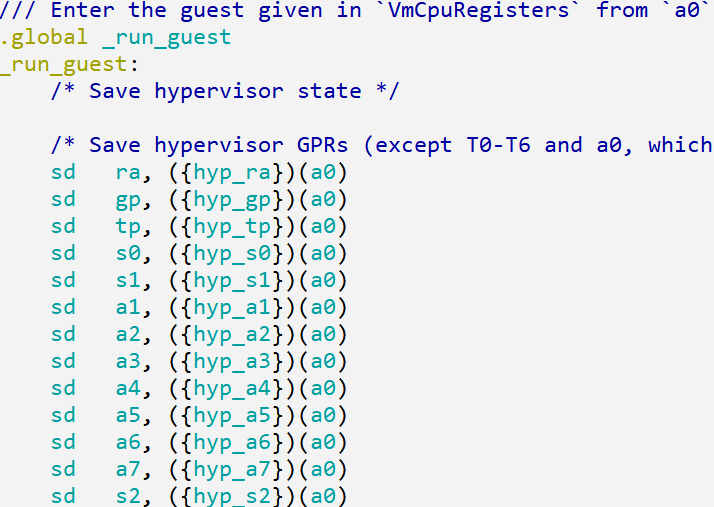 /// Enter the guest given in `VmCpuRegisters` from `a0`
.global _run_guest
_run_guest:
    /* Save hypervisor state */

    /* Save hypervisor GPRs (except T0-T6 and a0, which
    sd   ra, ({hyp_ra})(a0)
    sd   gp, ({hyp_gp})(a0)
    sd   tp, ({hyp_tp})(a0)
    sd   s0, ({hyp_s0})(a0)
    sd   s1, ({hyp_s1})(a0)
    sd   a1, ({hyp_a1})(a0)
    sd   a2, ({hyp_a2})(a0)
    sd   a3, ({hyp_a3})(a0)
    sd   a4, ({hyp_a4})(a0)
    sd   a5, ({hyp_a5})(a0)
    sd   a6, ({hyp_a6})(a0)
    sd   a7, ({hyp_a7})(a0)
    sd   s2, ({hyp_s2})(a0)